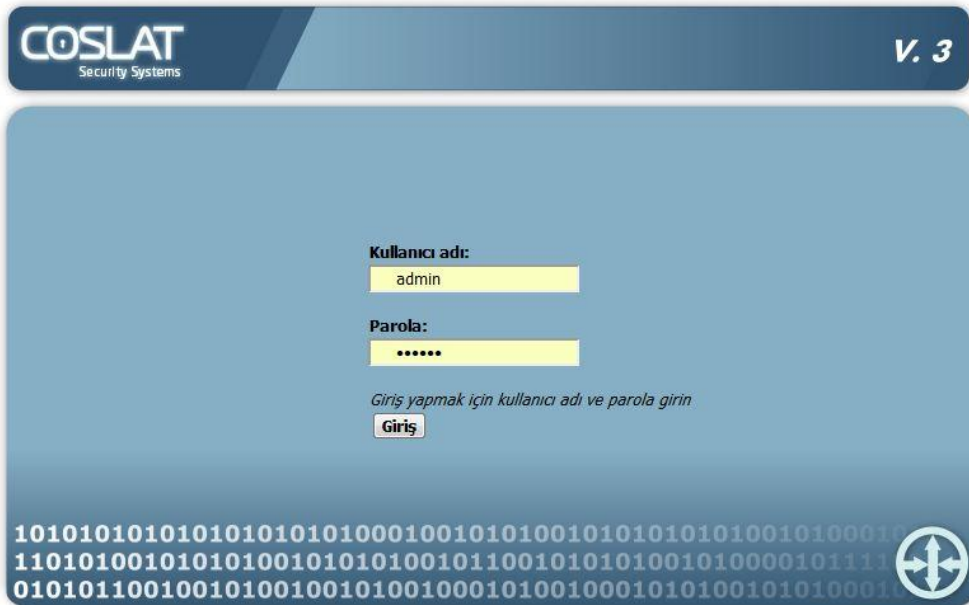 COSLAT
Security Systems
V. 3
Kullanıcı adı:
admin
Parola:
••••••
Giriş yapmak için kullanıcı adı ve parola girin
Giriş